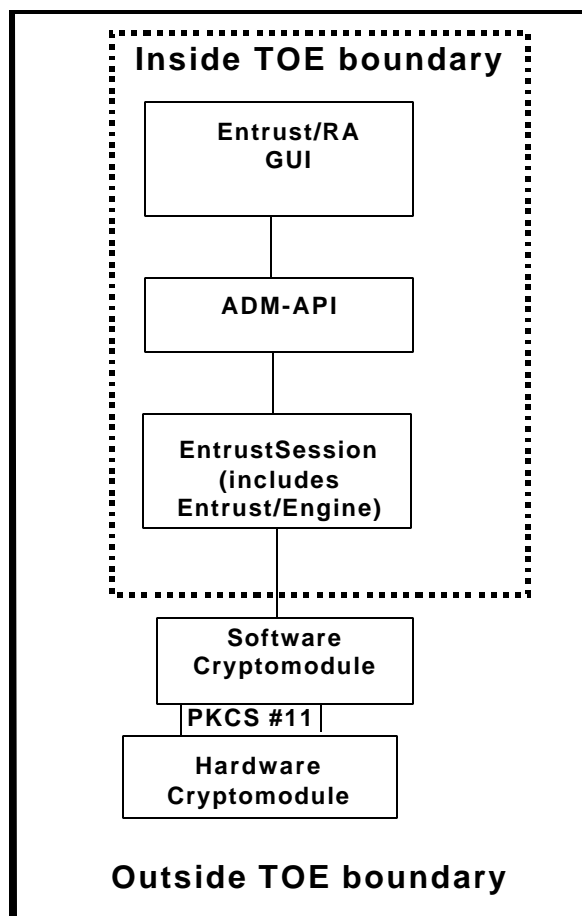 Inside TOE boundary
Entrust/RA
GUI
ADM-API
EntrustSession
(includes
Entrust/Engine)
Software
Cryptomodule
PKCS #11
Hardware
Cryptomodule
Outside TOE boundary